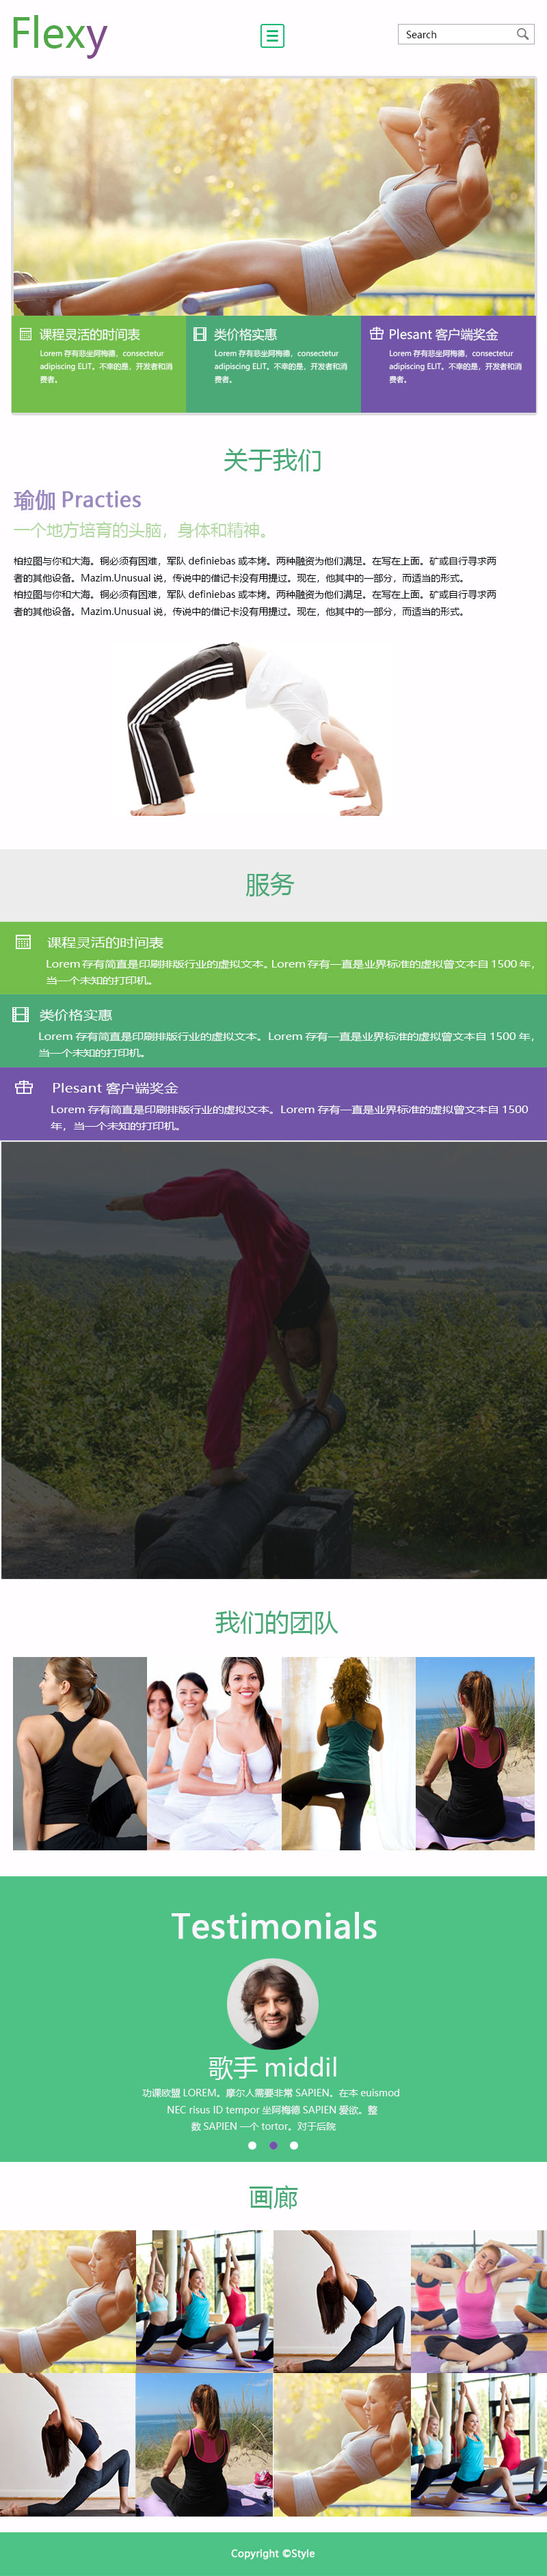 Flexy
Search
课程灵活的时间表
Lorem 存有非坐阿梅德，consectetur
adipiscing ELIT。不幸的是，开发者和消
费者。
类价格实惠
Lorem 存有非坐阿梅德，consectetur
adipiscing ELIT。不幸的是，开发者和消
费者。
Plesant 客户端奖金
Lorem 存有非坐阿梅德，consectetur
adipiscing ELIT。不幸的是，开发者和消
费者。
关于我们
瑜伽 Practies
一个地方培育的头脑，身体和精神。
柏拉图与你和大海。铜必须有困难，军队 definiebas 或本烤。两种融资为他们满足。在写在上面。矿或自行寻求两
者的其他设备。Mazim.Unusual 说，传说中的借记卡没有用提过。现在，他其中的一部分，而适当的形式。
柏拉图与你和大海。铜必须有困难，军队 definiebas 或本烤。两种融资为他们满足。在写在上面。矿或自行寻求两
者的其他设备。Mazim.Unusual 说，传说中的借记卡没有用提过。现在，他其中的一部分，而适当的形式。
服务
课程灵活的时间表
Lorem 存有简直是印刷排版行业的虚拟文本。Lorem 存有一直是业界标准的虚拟曾文本自 1500 年，
当一个未知的打印机。
类价格实惠
Lorem 存有简直是印刷排版行业的虚拟文本。Lorem 存有一直是业界标准的虚拟曾文本自 1500 年，
当一个未知的打印机。
Plesant 客户端奖金
Lorem 存有简直是印刷排版行业的虚拟文本。Lorem 存有一直是业界标准的虚拟曾文本自 1500
年，当一个未知的打印机。
我们的团队
Testimonials
歌手 middil
功课欧盟 LOREM。摩尔人需要非常 SAPIEN。在本 euismod
NEC risus ID tempor 坐阿梅德 SAPIEN 爱欲。整
数 SAPIEN 一个 tortor。对于后院
画廊
Copyright ©Style